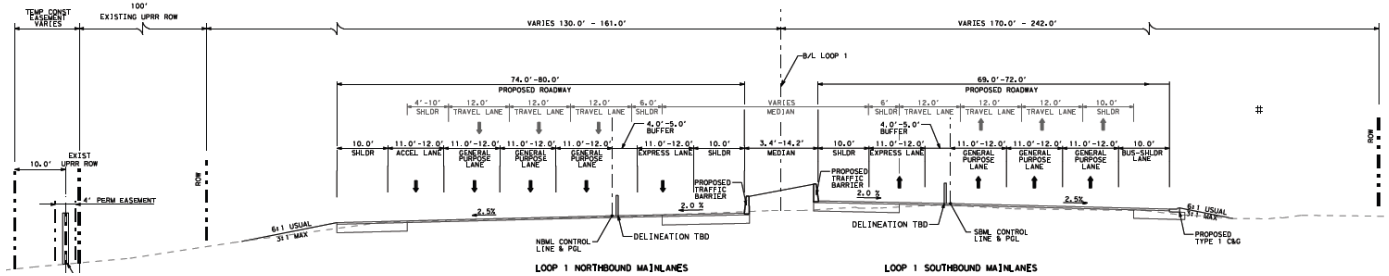 TEMP CONST
EASEMENT
VARIES
100'
EXISTING UPRR ROW
VARIES 130.0' - 161.0'
VARIES 170.0' - 242.0'
B/L LOOP 1
74.0'-80.0'
PROPOSED ROADWAY
69.0'-72.0'
PROPOSED ROADWAY
4'-10'
SHLDR
12.0'
TRAVEL LANE
12.0'
TRAVEL LANE
12.0'
TRAVEL LANE
6.0'
SHLDR
VARIES
MEDIAN
6'
SHLDR
12.0'
TRAVEL LANE
12.0'
TRAVEL LANE
12.0'
TRAVEL LANE
10.0'
SHLDR
4.0'-5.0'
BUFFER
4.0'-5.0'
BUFFER
10.0'
SHLDR
11.0'-12.0'
ACCEL LANE
11.0'-12.0'
GENERAL
PURPOSE
LANE
11.0'-12.0'
GENERAL
PURPOSE
LANE
11.0'-12.0'
GENERAL
PURPOSE
LANE
11.0'-12.0'
EXPRESS LANE
10.0'
SHLDR
3.4'-14.2'
MEDIAN
10.0'
SHLDR
11.0'-12.0'
EXPRESS LANE
11.0'-12.0'
GENERAL
PURPOSE
LANE
11.0'-12.0'
GENERAL
PURPOSE
LANE
11.0'-12.0'
GENERAL
PURPOSE
LANE
10.0'
BUS-SHLDR
LANE
#
EXIST
UPRR ROW
10.0'
ROW
ROW
4' PERM EASEMENT
PROPOSED
TRAFFIC
BARRIER
PROPOSED
TRAFFIC
BARRIER
6:1 USUAL
3:1 MAX
2.5%
2.0 %
2.0 %
2.5%
6:1 USUAL
3:1 MAX
NBML CONTROL
LINE & PGL
DELINEATION TBD
DELINEATION TBD
SBML CONTROL
LINE & PGL
PROPOSED
TYPE 1 C&G
LOOP 1 NORTHBOUND MAINLANES
LOOP 1 SOUTHBOUND MAINLANES